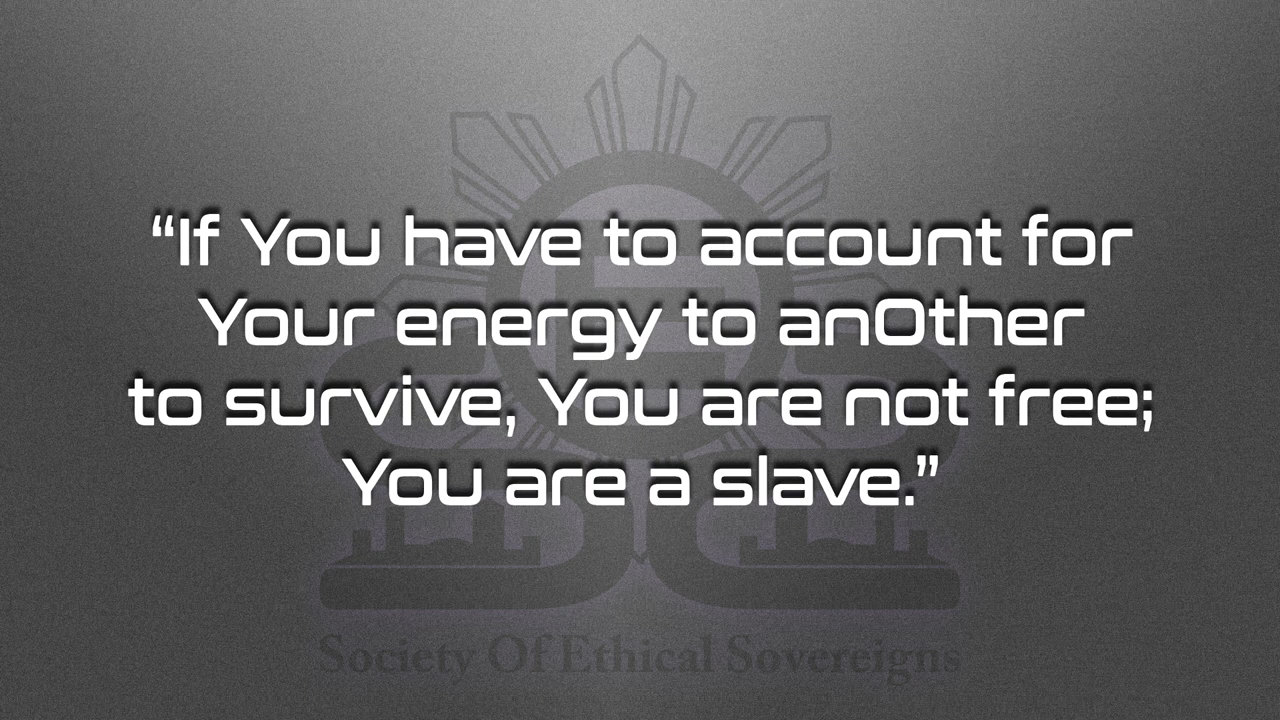 “If You have to account for
Your energy to anOther
to survive, You are not free;
You are a slave.”
Society Of Ethical Sovereigns